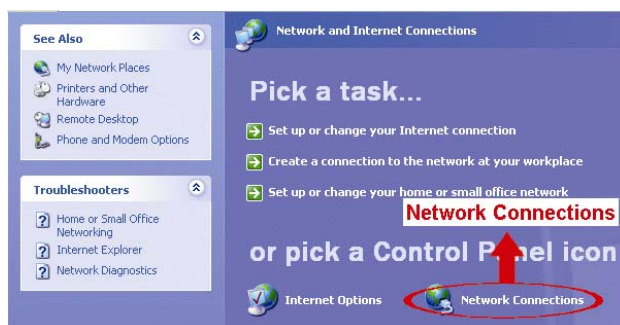 See Also
My Network Places
Printers and Other
Hardware
Remote Desktop
Phone and Modem Options
Troubleshooters
Home or Small Office
Networking
Internet Explorer
Network Diagnostics
Network and Internet Connections
Pick a task...
Set up or change your Internet connection
Create a connection to the network at your workplace
Set up or change your home or small office network
Network Connections
or pick a Control Panel icon
Internet Options
Network Connections